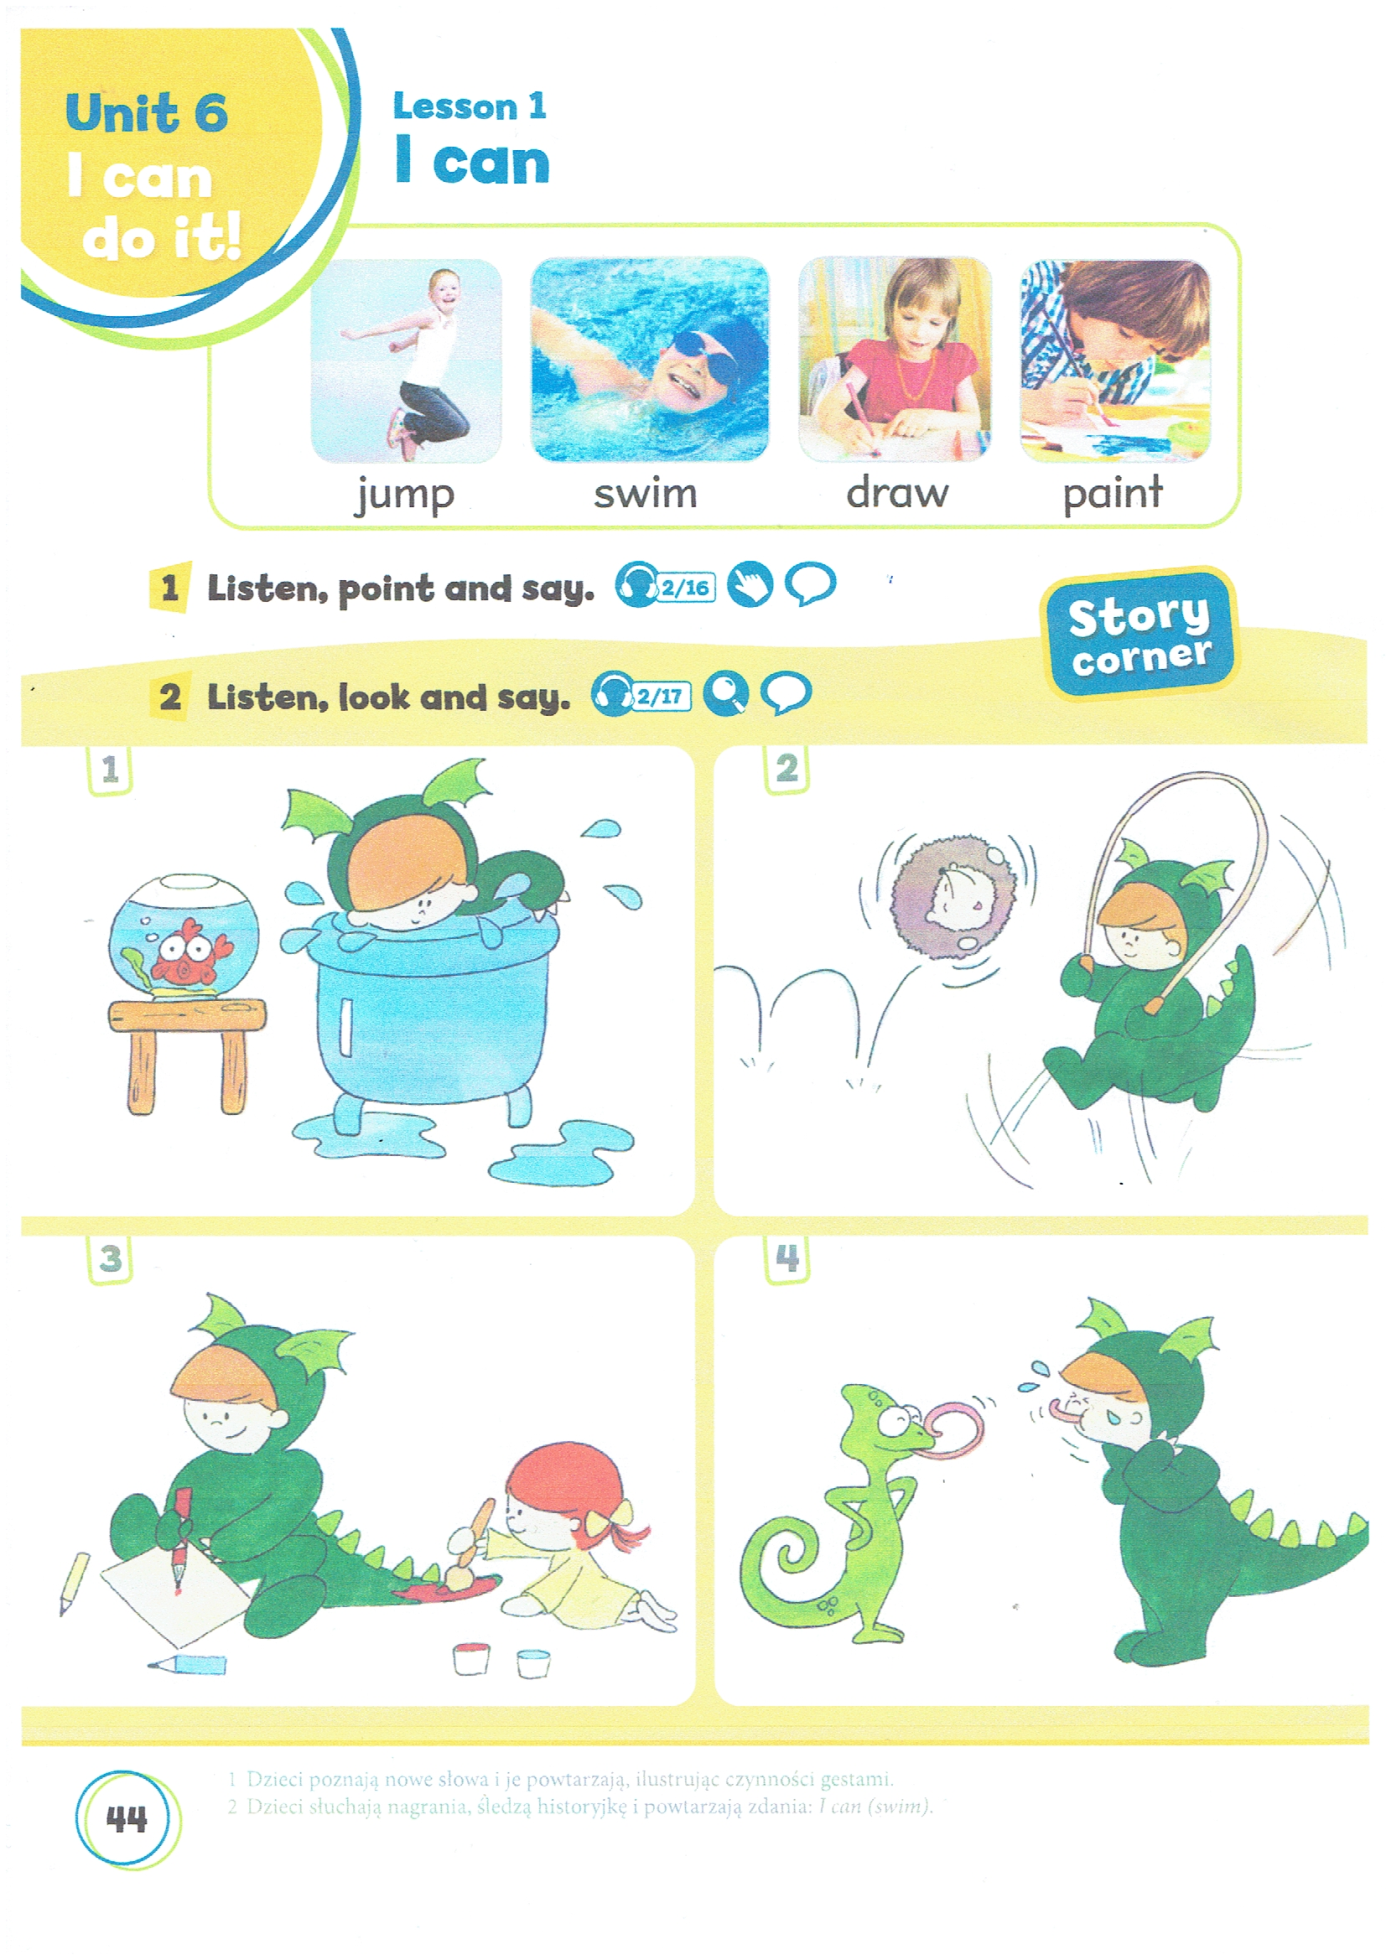 Unit 6
I can
do it!
Lesson 1
I can
jump
swim
draw
paint
1 Listen, point and say. 2/16
Story
corner
2 Listen, look and say. 2/17
1
2
3
4
1 Dzieci poznają nowe słowa i je powtarzają, ilustrując czynności gestami.
2 Dzieci słuchają nagrania, śledzą historyjkę i powtarzają zdania: I can (swim).
44